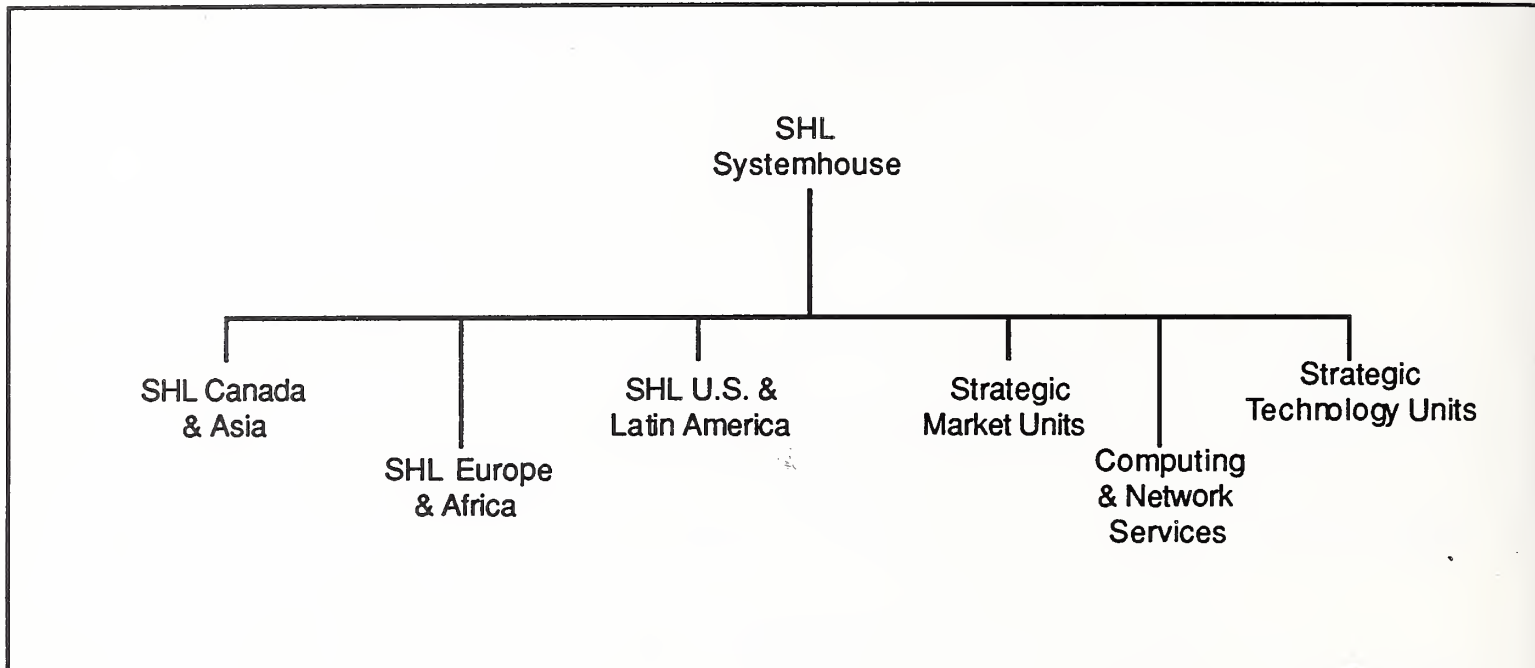 SHL
Systemhouse
SHL Canada
& Asia
SHL Europe
& Africa
SHL U.S. &
Latin America
Strategic
Market Units
Computing
& Network
Services
Strategic
Technology Units